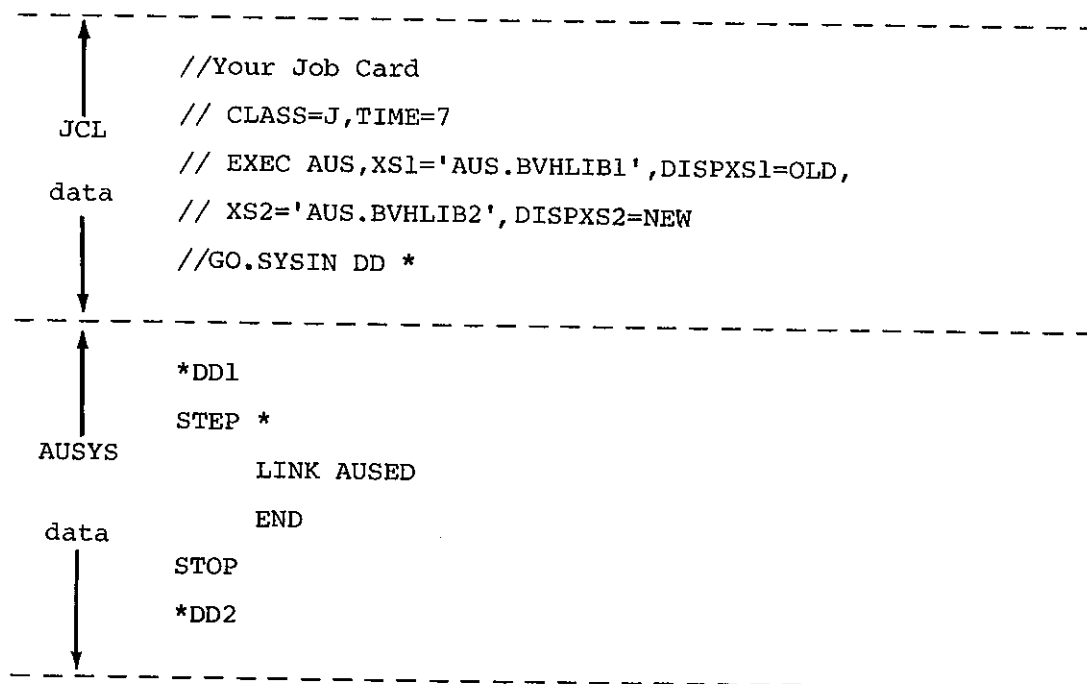 //Your Job Card
// CLASS=J,TIME=7
JCL
// EXEC AUS,XS1='AUS.BVHLIB1',DISPXS1=OLD,
data
// XS2='AUS.BVHLIB2',DISPXS2=NEW
//GO.SYSIN DD *
*DD1
STEP *
AUSYS
LINK AUSED
END
data
STOP
*DD2